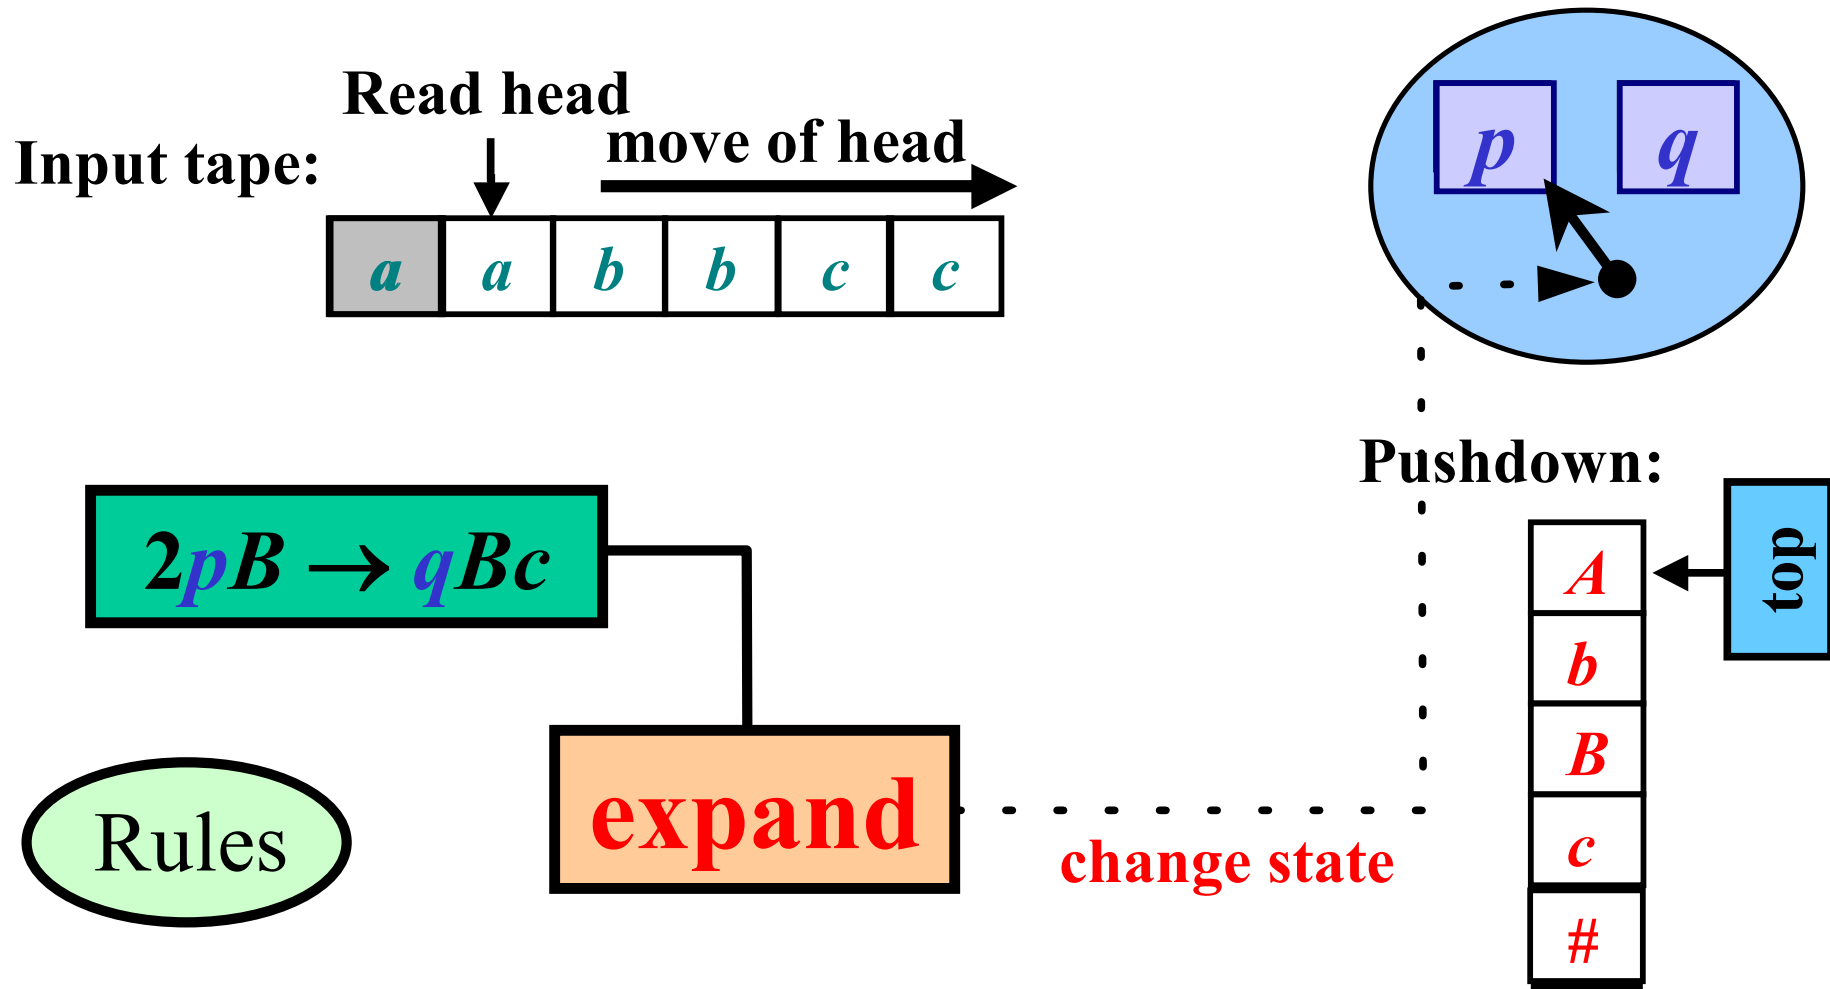 Read head
Input tape:
move of head
a a b b c c
p q
Pushdown:
2pB → qBc
top
A
b
B
c
#
expand
Rules
change state